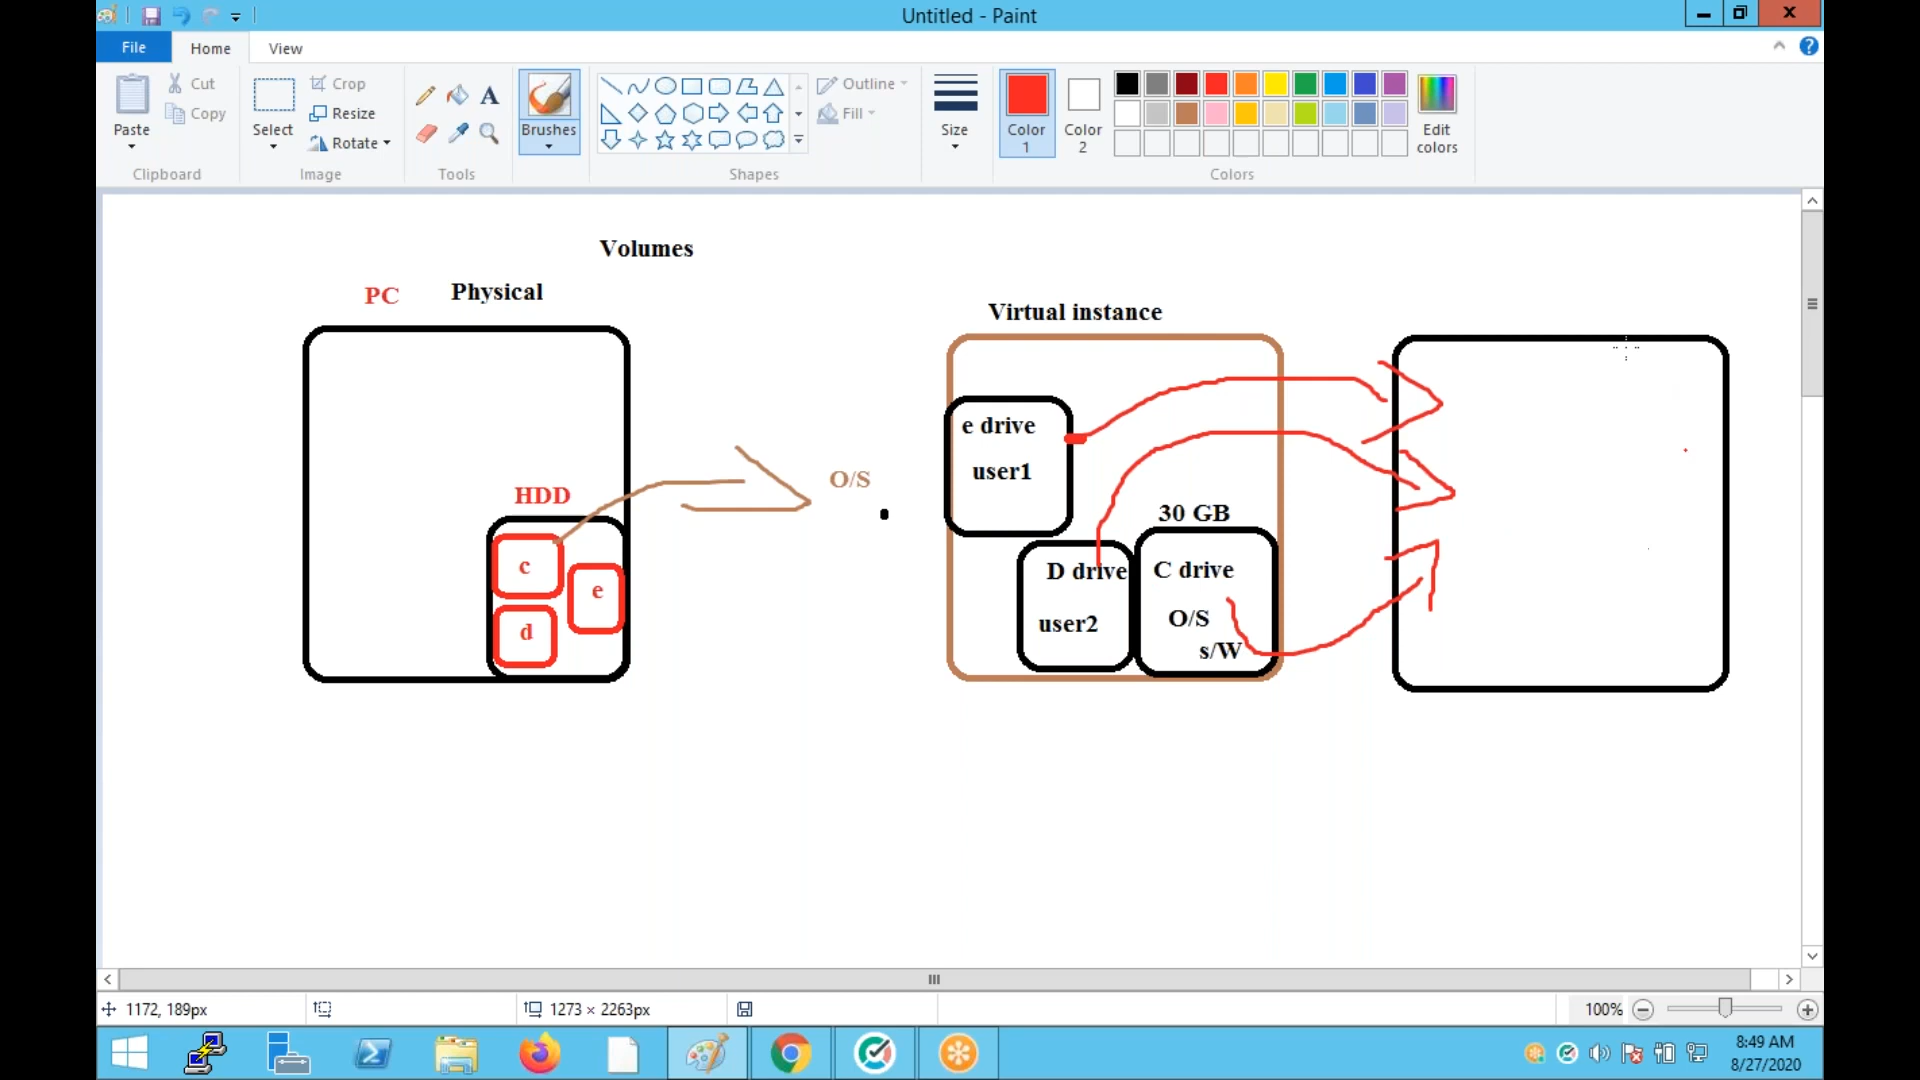 Untitled - Paint
File Home View
Cut Crop Outline
Copy Resize Fill
Paste Select Rotate Brushes Size Color 1 Color 2 Edit colors
Clipboard Image Tools Shapes Colors
Volumes
PC Physical
Virtual instance
e drive
user1
HDD
O/S
30 GB
c
e
d
D drive
user2
C drive
O/S
s/W
1172, 189px 1273 × 2263px 100%
8:49 AM
8/27/2020